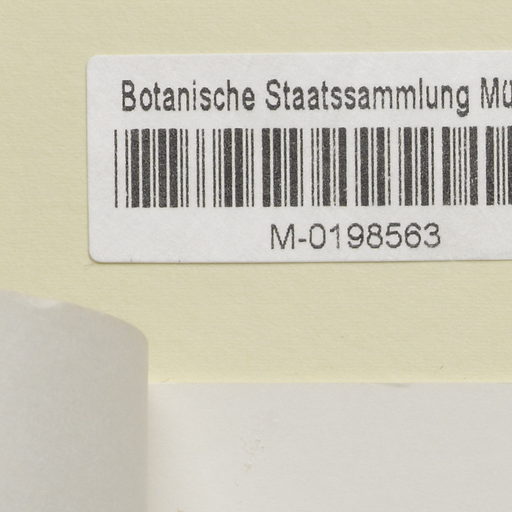 Botanische Staatssammlung Mü
M-0198563